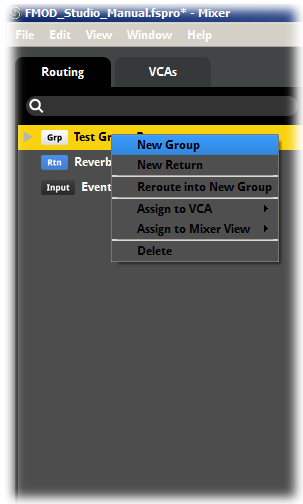 FMOD_Studio_Manual.fspro* - Mixer
File Edit View Window Help
Routing VCAs
Grp Test
New Group
Rtn Reverb
New Return
Input Event
Reroute into New Group
Assign to VCA
Assign to Mixer View
Delete